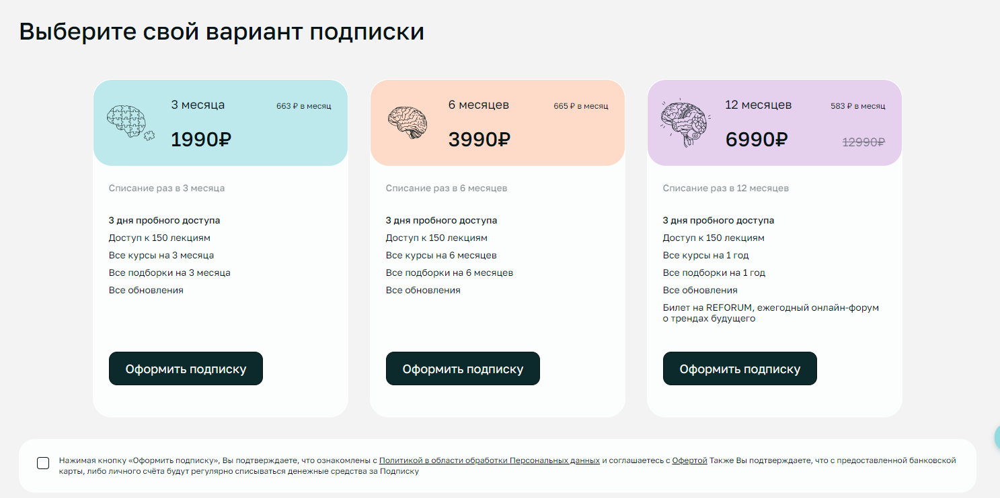 Выберите свой вариант подписки
3 месяца
663 ₽ в месяц
1990₽
Списание раз в 3 месяца
3 дня пробного доступа
Доступ к 150 лекциям
Все курсы на 3 месяца
Все подборки на 3 месяца
Все обновления
Оформить подписку
6 месяцев
665 ₽ в месяц
3990₽
Списание раз в 6 месяцев
3 дня пробного доступа
Доступ к 150 лекциям
Все курсы на 6 месяцев
Все подборки на 6 месяцев
Все обновления
Оформить подписку
12 месяцев
583 ₽ в месяц
6990₽
12990₽
Списание раз в 12 месяцев
3 дня пробного доступа
Доступ к 150 лекциям
Все курсы на 1 год
Все подборки на 1 год
Все обновления
Билет на REFORUM, ежегодный онлайн-форум
о трендах будущего
Оформить подписку
Нажимая кнопку «Оформить подписку», Вы подтверждаете, что ознакомлены с Политикой в области обработки Персональных данных и соглашаетесь с Офертой Также Вы подтверждаете, что с предоставленной банковской
карты, либо личного счёта будут регулярно списываться денежные средства за Подписку